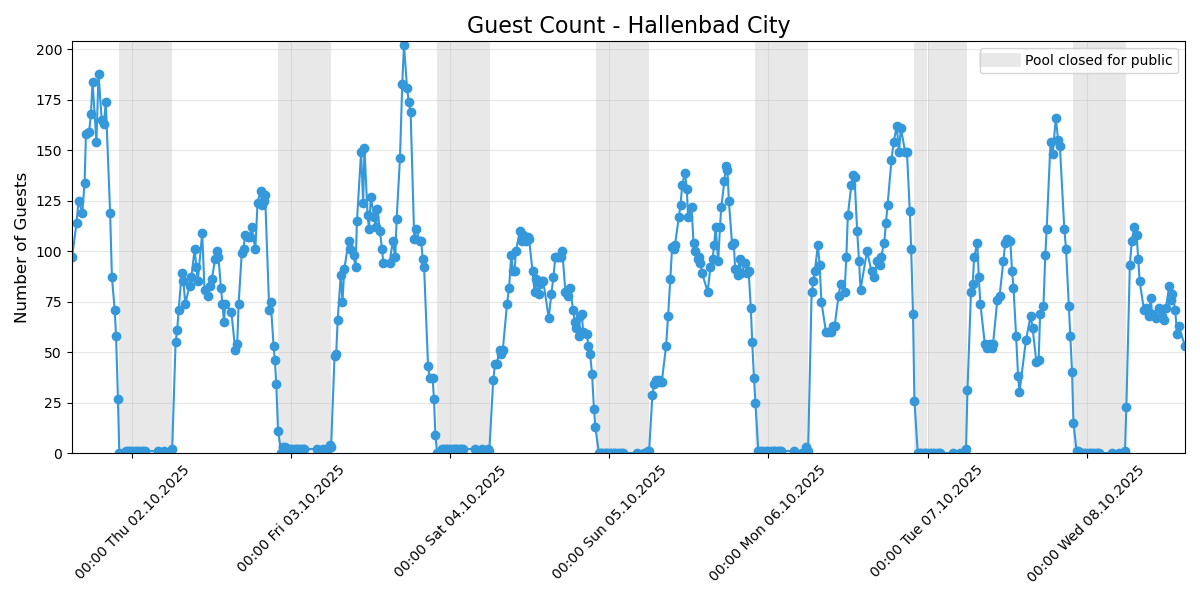 Guest Count - Hallenbad City
Pool closed for public
Number of Guests
200
175
150
125
100
75
50
25
0
00:00 Thu 02.10.2025
00:00 Fri 03.10.2025
00:00 Sat 04.10.2025
00:00 Sun 05.10.2025
00:00 Mon 06.10.2025
00:00 Tue 07.10.2025
00:00 Wed 08.10.2025